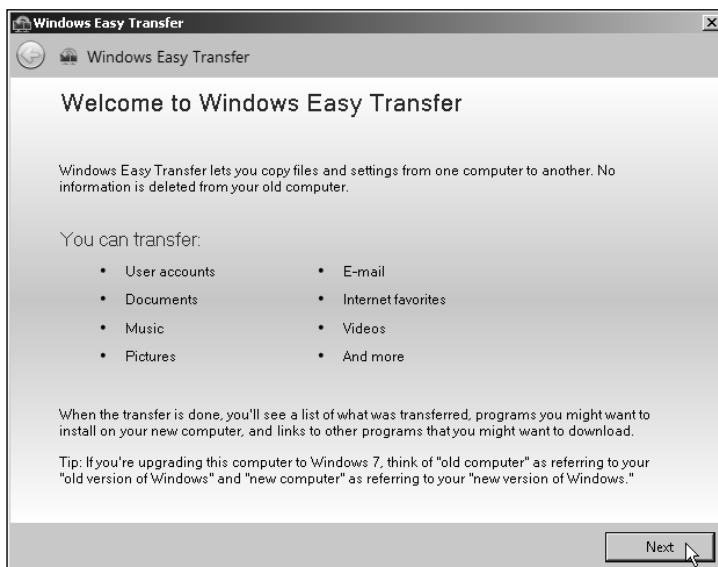 Windows Easy Transfer
Windows Easy Transfer
Welcome to Windows Easy Transfer
Windows Easy Transfer lets you copy files and settings from one computer to another. No
information is deleted from your old computer.
You can transfer:
• User accounts
• Documents
• Music
• Pictures
• E-mail
• Internet favorites
• Videos
• And more
When the transfer is done, you'll see a list of what was transferred, programs you might want to
install on your new computer, and links to other programs that you might want to download.
Tip: If you're upgrading this computer to Windows 7, think of "old computer" as referring to your
"old version of Windows" and "new computer" as referring to your "new version of Windows."
Next